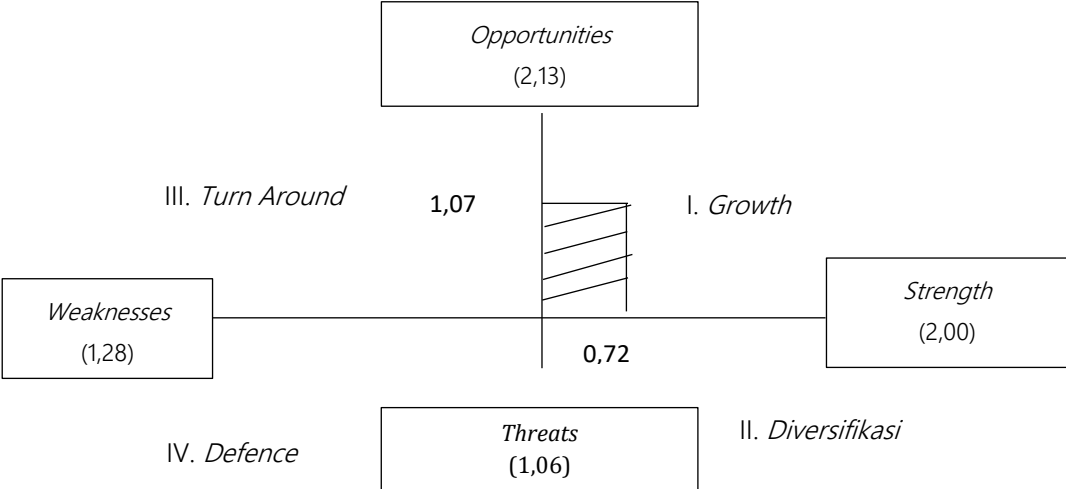 Opportunities
(2,13)
III. Turn Around
1,07
I. Growth
Weaknesses
(1,28)
Strength
(2,00)
0,72
Threats
(1,06)
II. Diversifikasi
IV. Defence